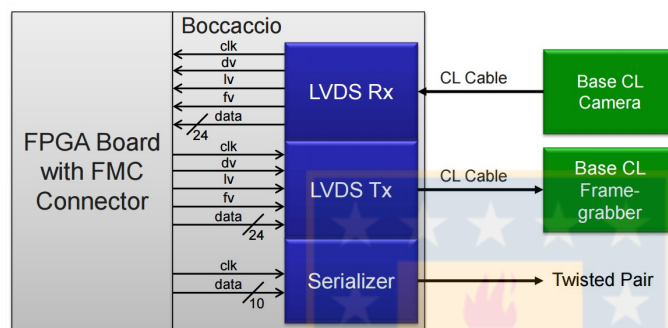 Boccaccio
FPGA Board
with FMC
Connector
clk
dv
lv
fv
data
24
LVDS Rx
CL Cable
Base CL
Camera
clk
dv
lv
fv
data
24
LVDS Tx
CL Cable
Base CL
Frame-
grabber
clk
data
10
Serializer
Twisted Pair